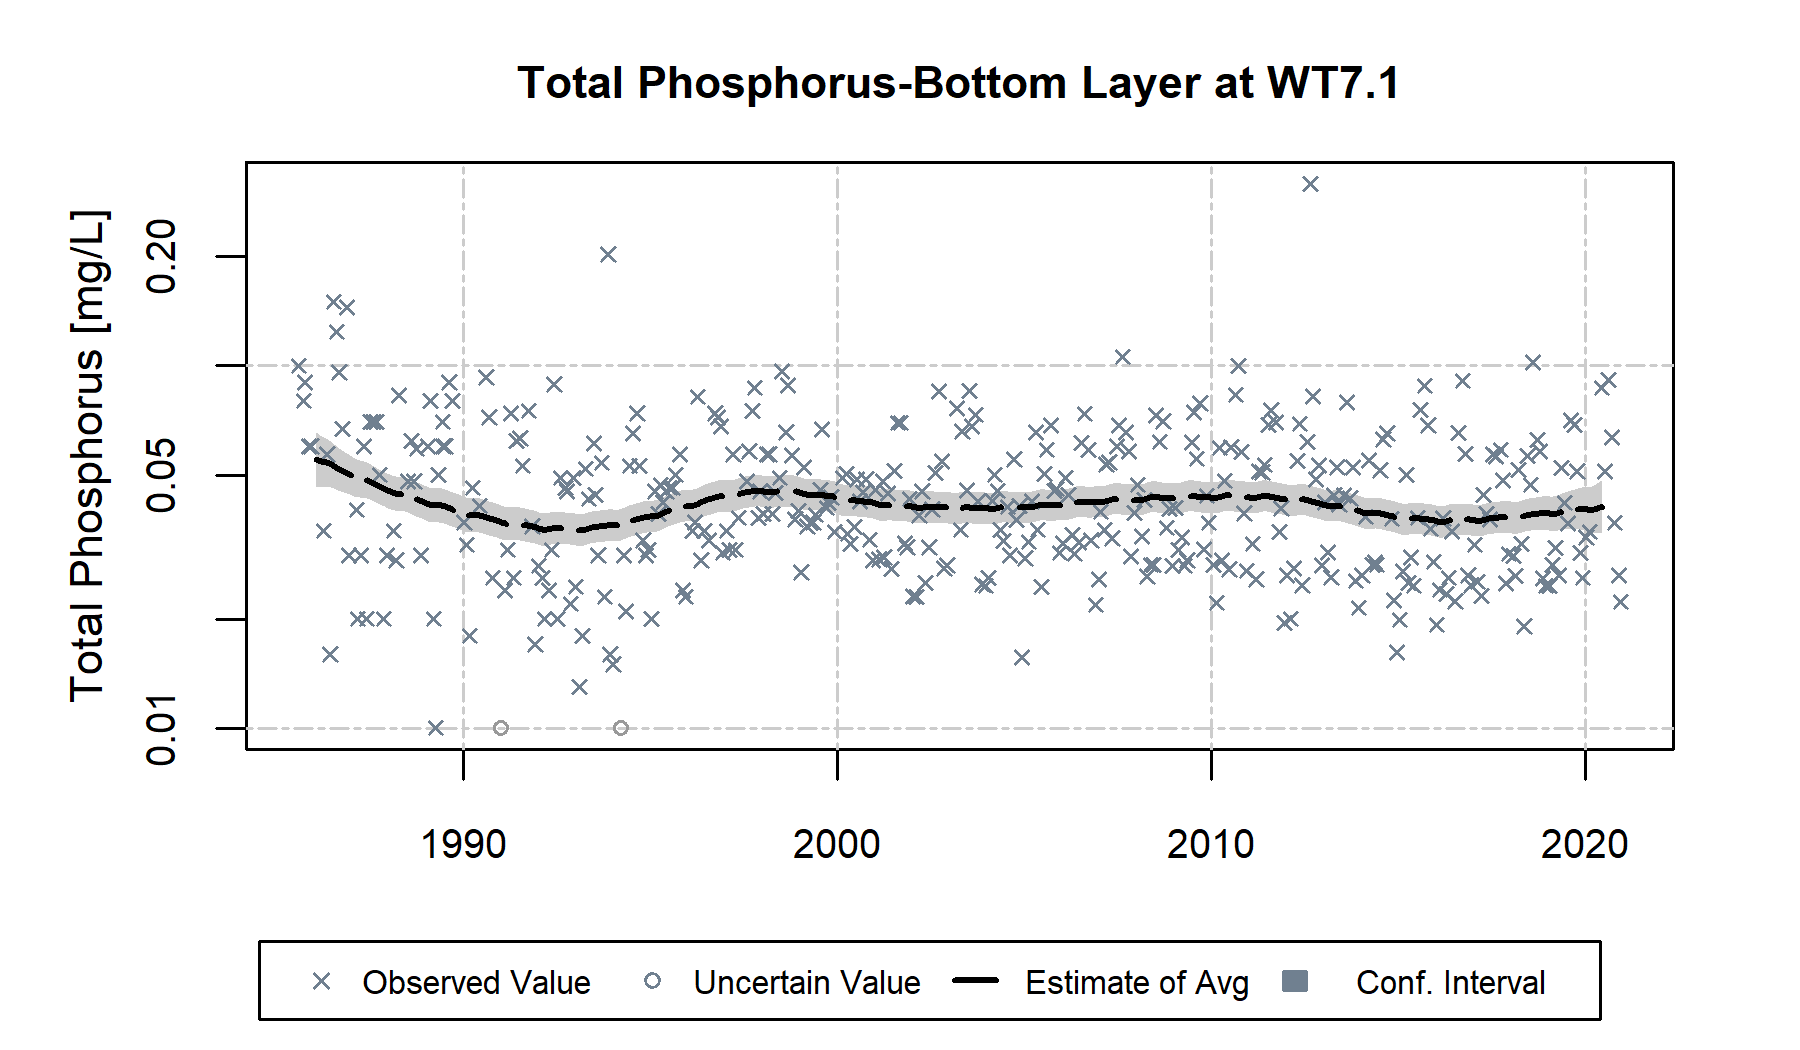 Total Phosphorus-Bottom Layer at WT7.1
Total Phosphorus [mg/L]
0.20
0.05
0.01
1990 2000 2010 2020
Observed Value Uncertain Value Estimate of Avg Conf. Interval